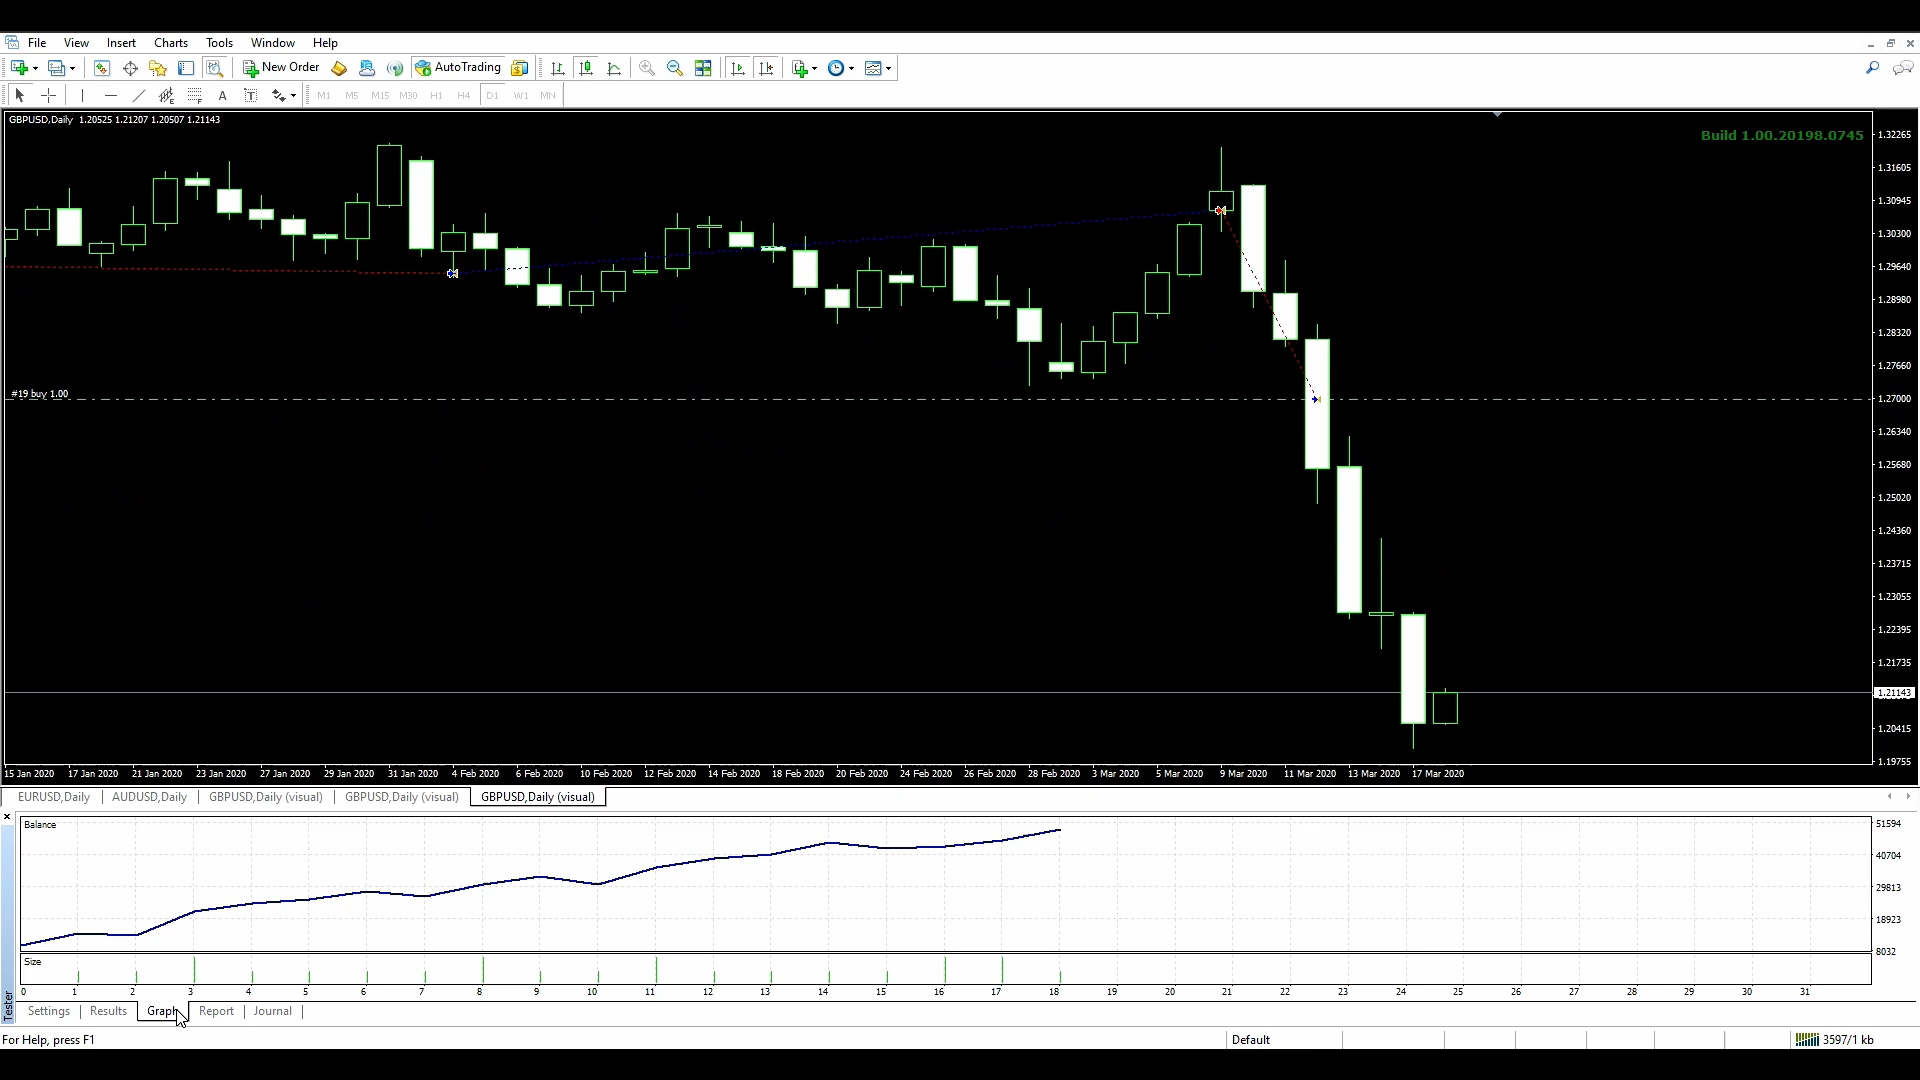 File View Insert Charts Tools Window Help
New Order AutoTrading
A T M1 M5 M15 M30 H1 H4 D1 W1 MN
GBPUSD,Daily 1.20525 1.21207 1.20507 1.21143
Build 1.00.20198.0745
1.32265
1.31605
1.30945
1.30300
1.29640
1.28980
1.28320
1.27660
#19 buy 1.00
1.27000
1.26340
1.25680
1.25020
1.24360
1.23715
1.23055
1.22395
1.21735
1.21143
1.20415
1.19755
15 Jan 2020 17 Jan 2020 21 Jan 2020 23 Jan 2020 27 Jan 2020 29 Jan 2020 31 Jan 2020 4 Feb 2020 6 Feb 2020 10 Feb 2020 12 Feb 2020 14 Feb 2020 18 Feb 2020 20 Feb 2020 24 Feb 2020 26 Feb 2020 28 Feb 2020 3 Mar 2020 5 Mar 2020 9 Mar 2020 11 Mar 2020 13 Mar 2020 17 Mar 2020
EURUSD,Daily AUDUSD,Daily GBPUSD,Daily (visual) GBPUSD,Daily (visual) GBPUSD,Daily (visual)
Balance
51594
40704
29813
18923
8032
Size
0 1 2 3 4 5 6 7 8 9 10 11 12 13 14 15 16 17 18 19 20 21 22 23 24 25 26 27 28 29 30 31
Tester
Settings Results Graph Report Journal
For Help, press F1 Default 3597/1 kb